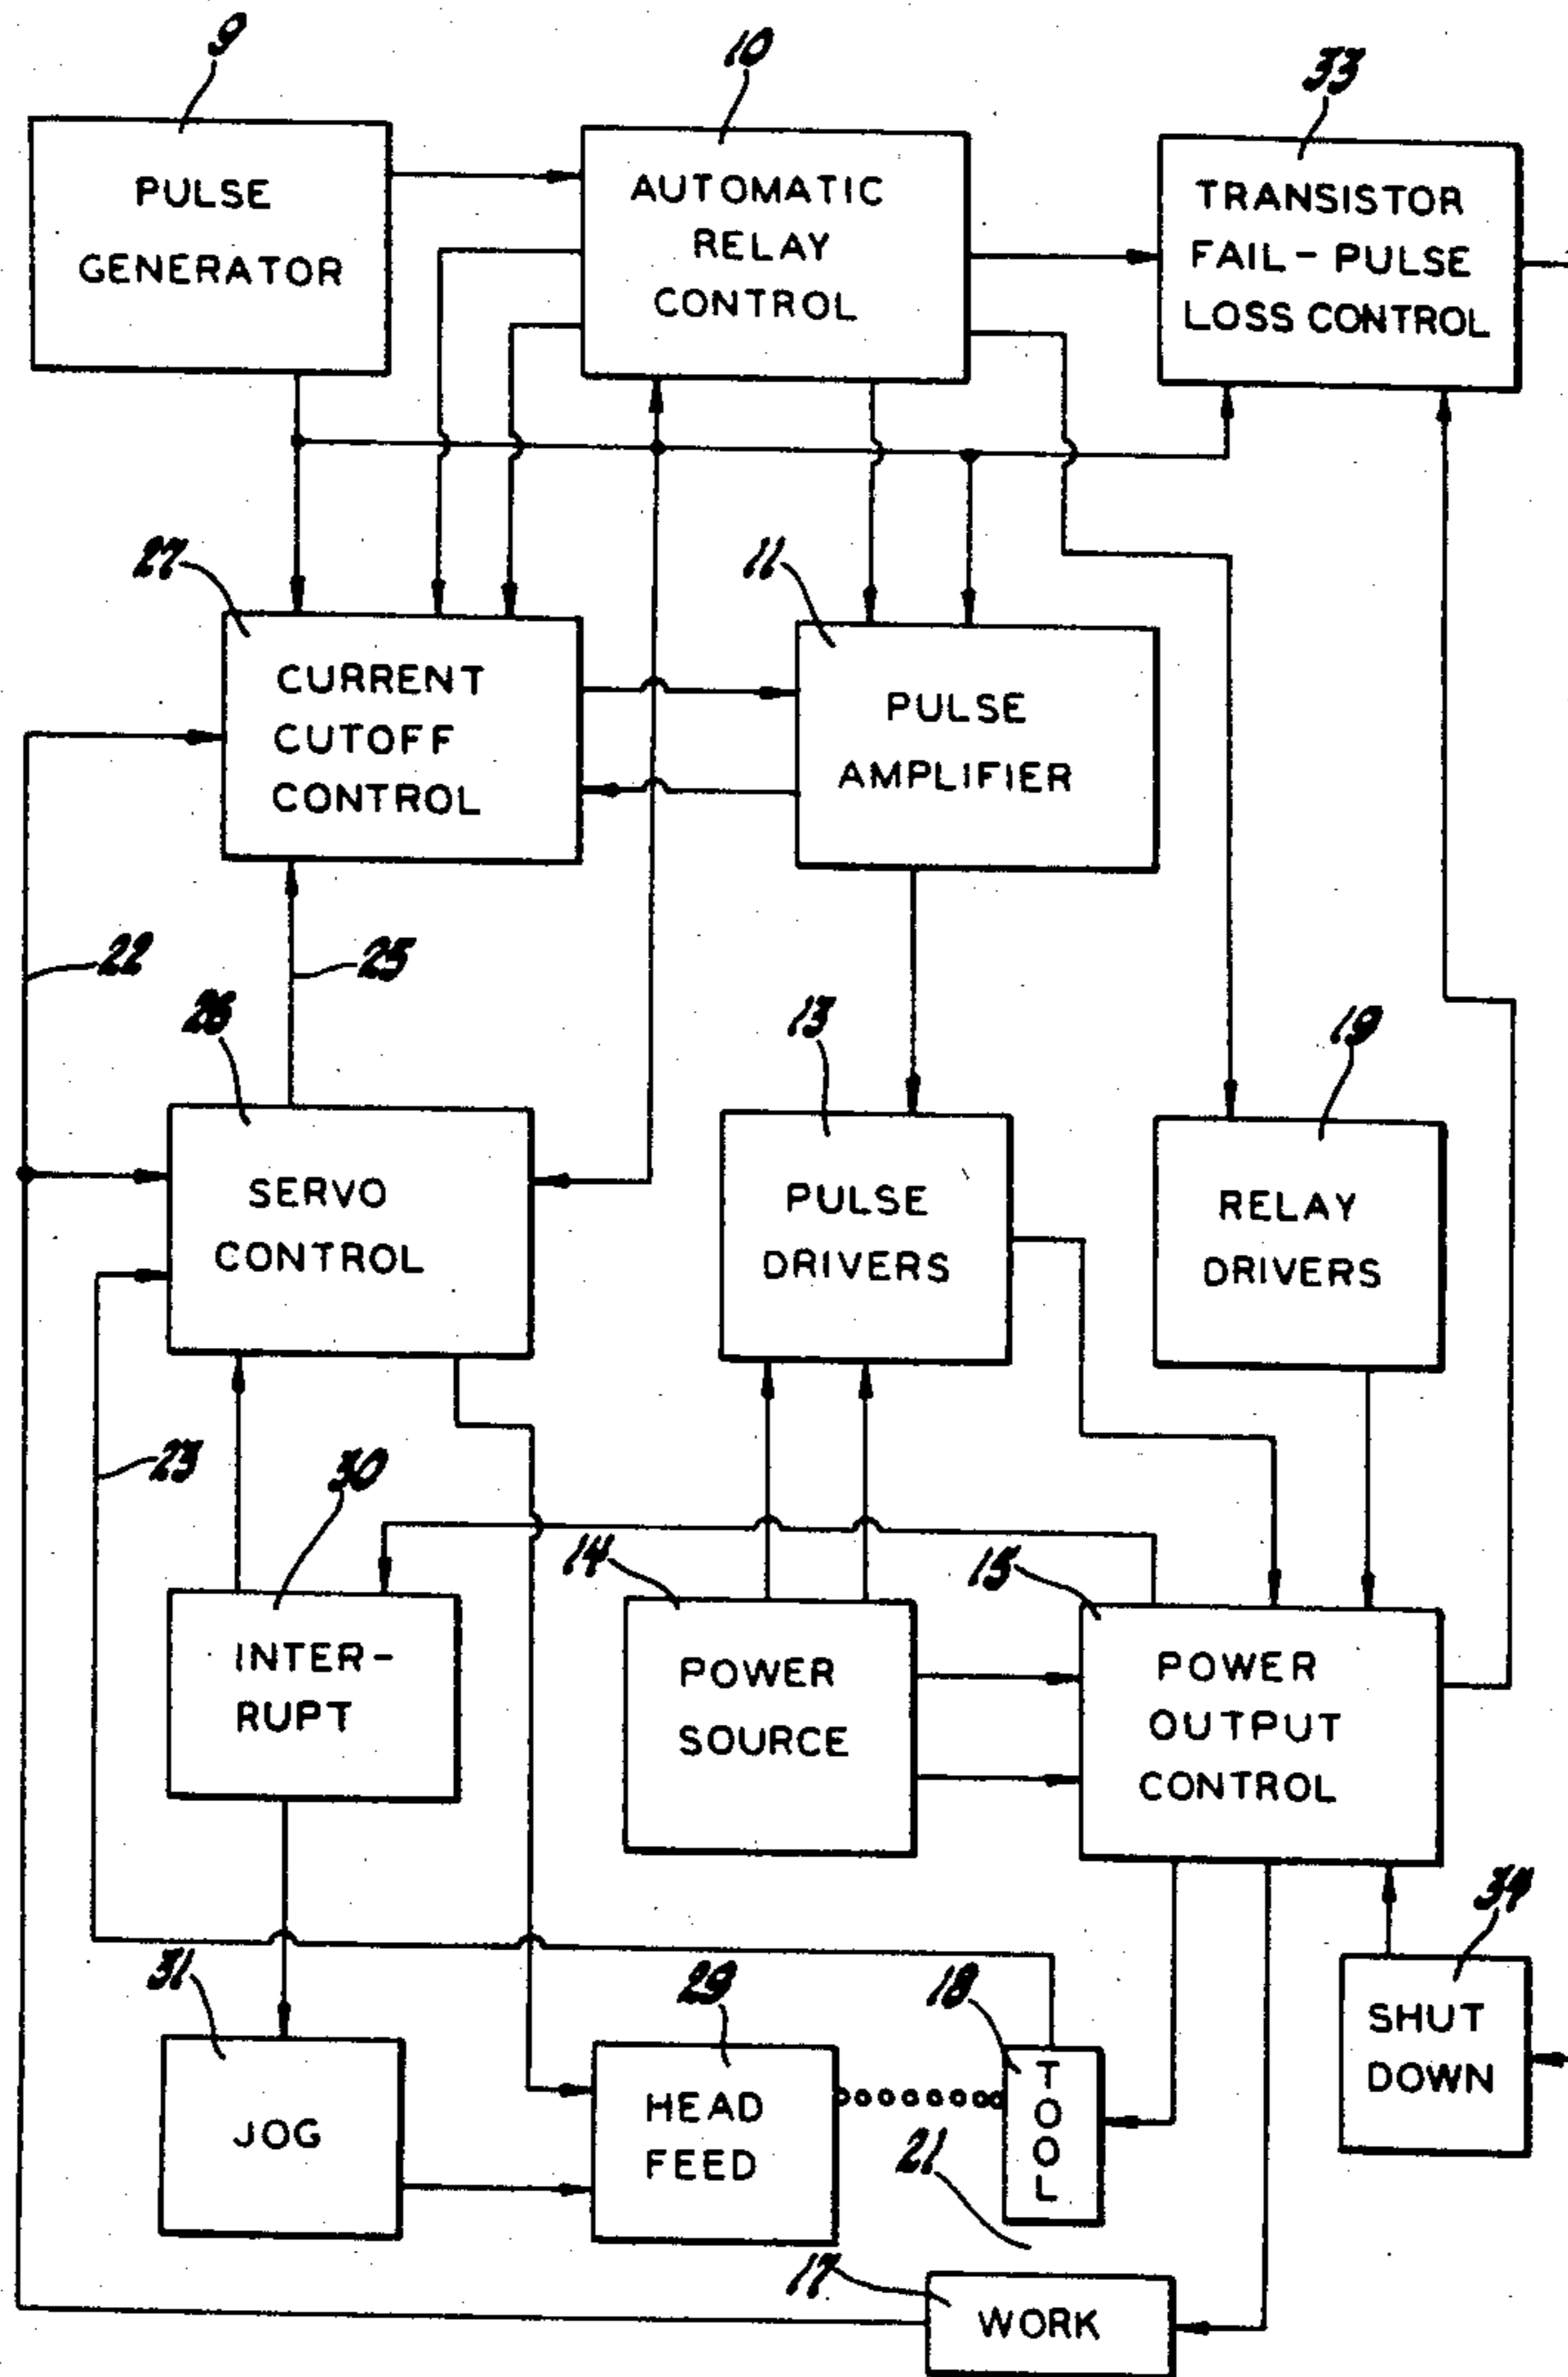 9
10
33
PULSE
GENERATOR
AUTOMATIC
RELAY
CONTROL
TRANSISTOR
FAIL - PULSE
LOSS CONTROL
27
11
CURRENT
CUTOFF
CONTROL
PULSE
AMPLIFIER
22
25
26
13
19
SERVO
CONTROL
PULSE
DRIVERS
RELAY
DRIVERS
23
30
14
15
INTER-
RUPT
POWER
SOURCE
POWER
OUTPUT
CONTROL
31
29
18
34
JOG
HEAD
FEED
TOOL
SHUT
DOWN
21
17
WORK